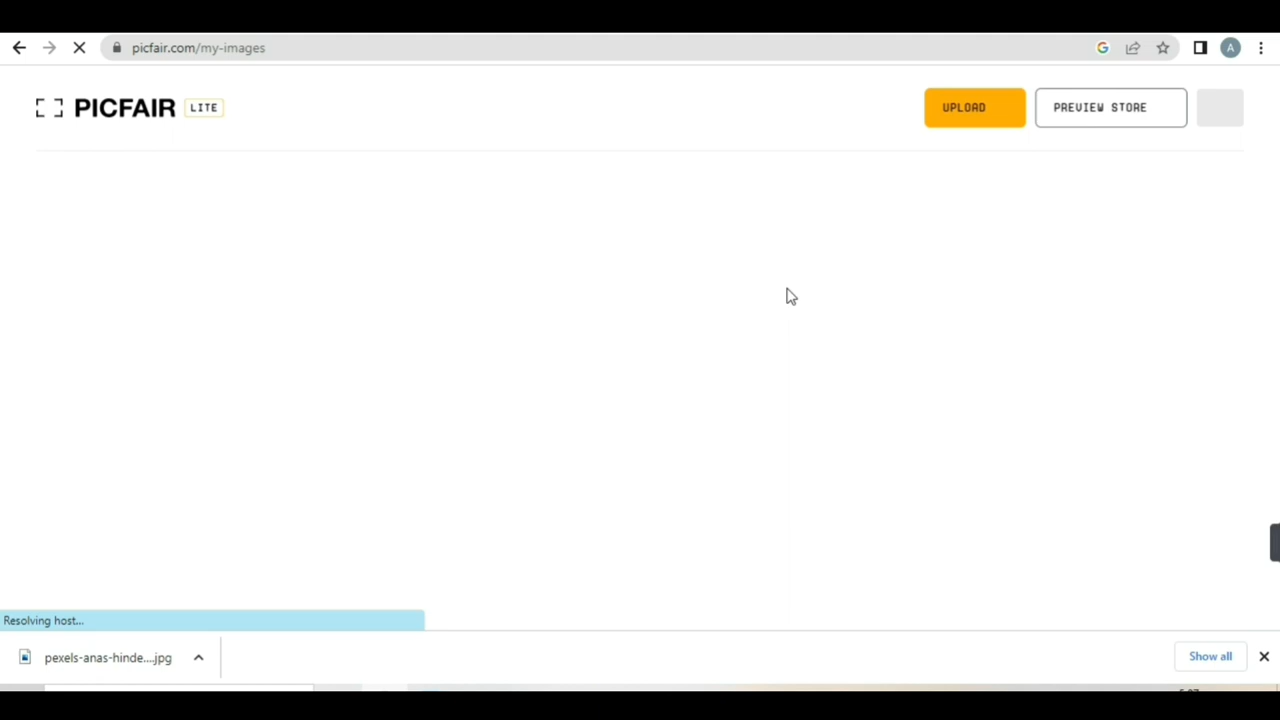 picfair.com/my-images
A
PICFAIR LITE
UPLOAD
PREVIEW STORE
Resolving host...
pexels-anas-hinde....jpg
Show all